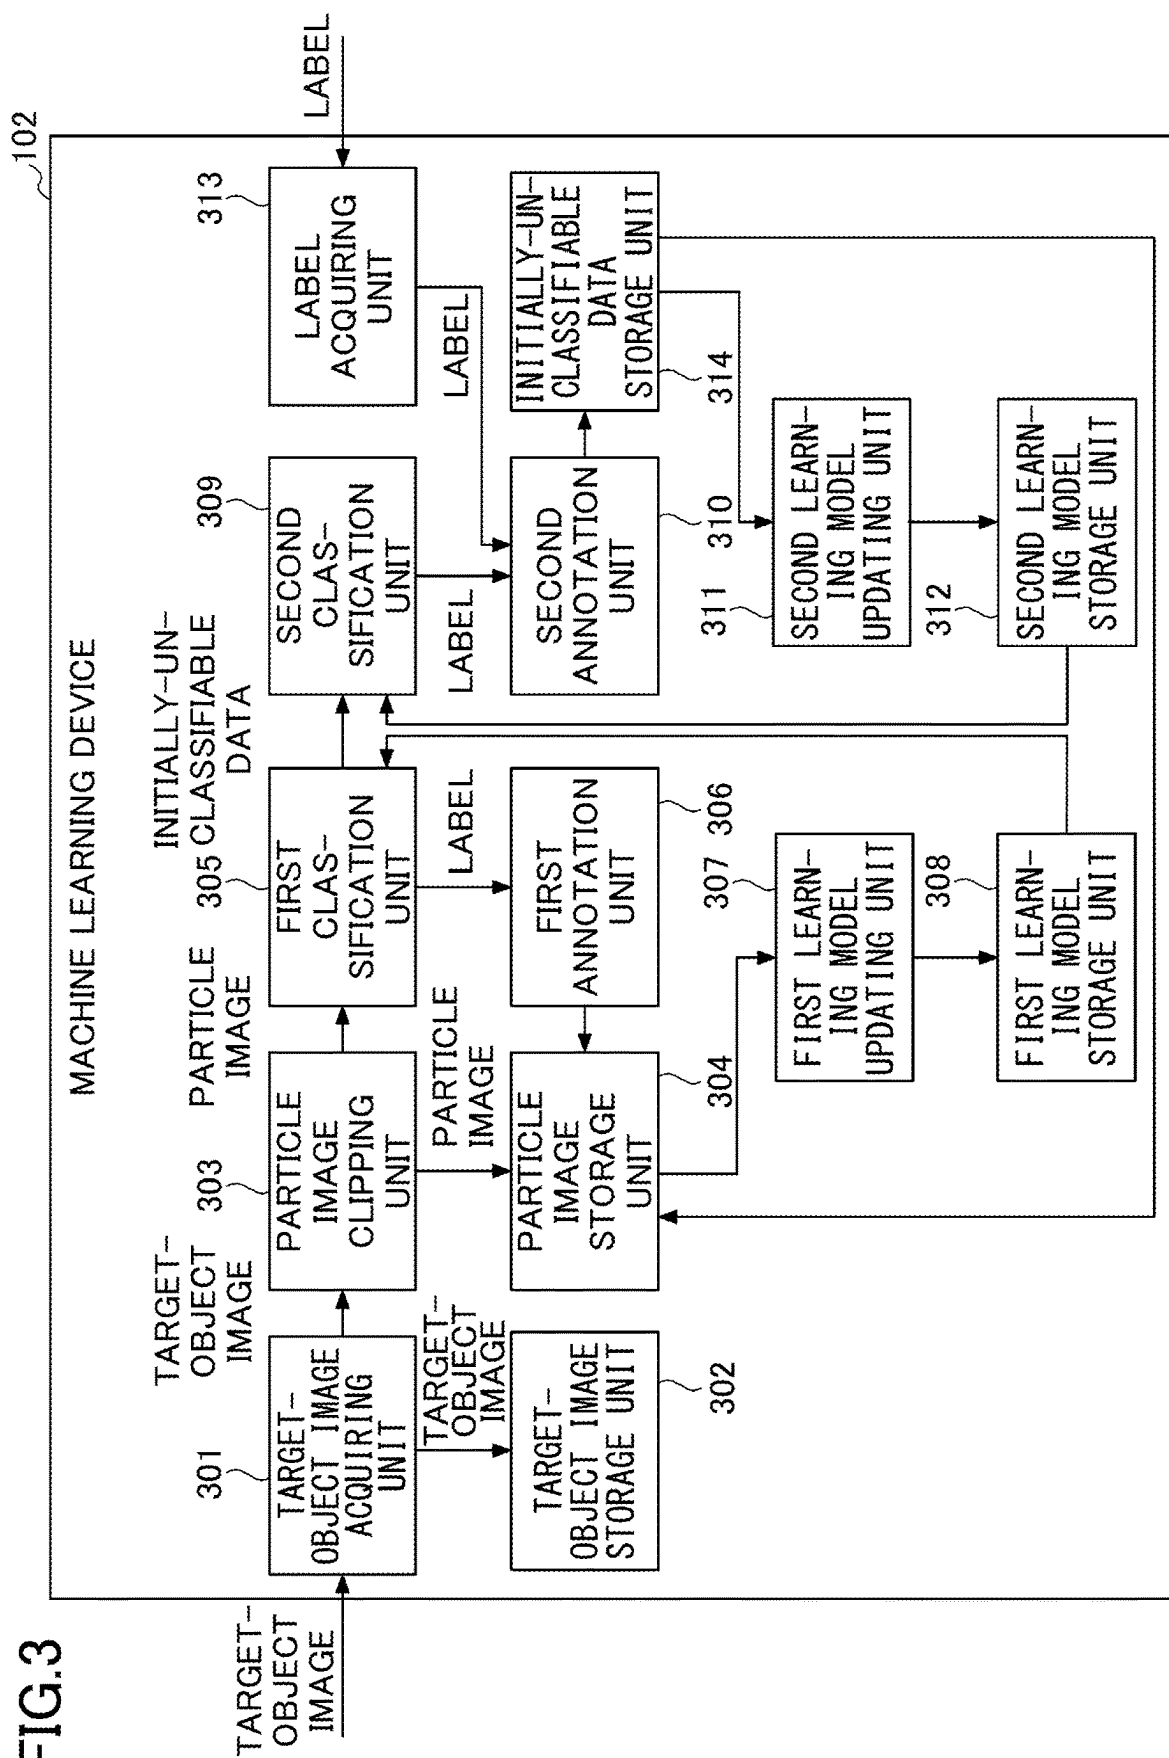 FIG.3
102
MACHINE LEARNING DEVICE
TARGET-
OBJECT
IMAGE
301
TARGET-
OBJECT IMAGE
ACQUIRING
UNIT
TARGET-
OBJECT
IMAGE
303
PARTICLE
IMAGE
CLIPPING
UNIT
PARTICLE
IMAGE
305
FIRST
CLAS-
SIFICATION
UNIT
INITIALLY-UN-
CLASSIFIABLE
DATA
309
SECOND
CLAS-
SIFICATION
UNIT
313
LABEL
ACQUIRING
UNIT
LABEL
TARGET-
OBJECT
IMAGE
PARTICLE
IMAGE
LABEL
LABEL
LABEL
TARGET-
OBJECT IMAGE
STORAGE UNIT
302
PARTICLE
IMAGE
STORAGE
UNIT
304
FIRST
ANNOTATION
UNIT
306
SECOND
ANNOTATION
UNIT
310
INITIALLY-UN-
CLASSIFIABLE
DATA
STORAGE UNIT
314
307
FIRST LEARN-
ING MODEL
UPDATING UNIT
311
SECOND LEARN-
ING MODEL
UPDATING UNIT
308
FIRST LEARN-
ING MODEL
STORAGE UNIT
312
SECOND LEARN-
ING MODEL
STORAGE UNIT